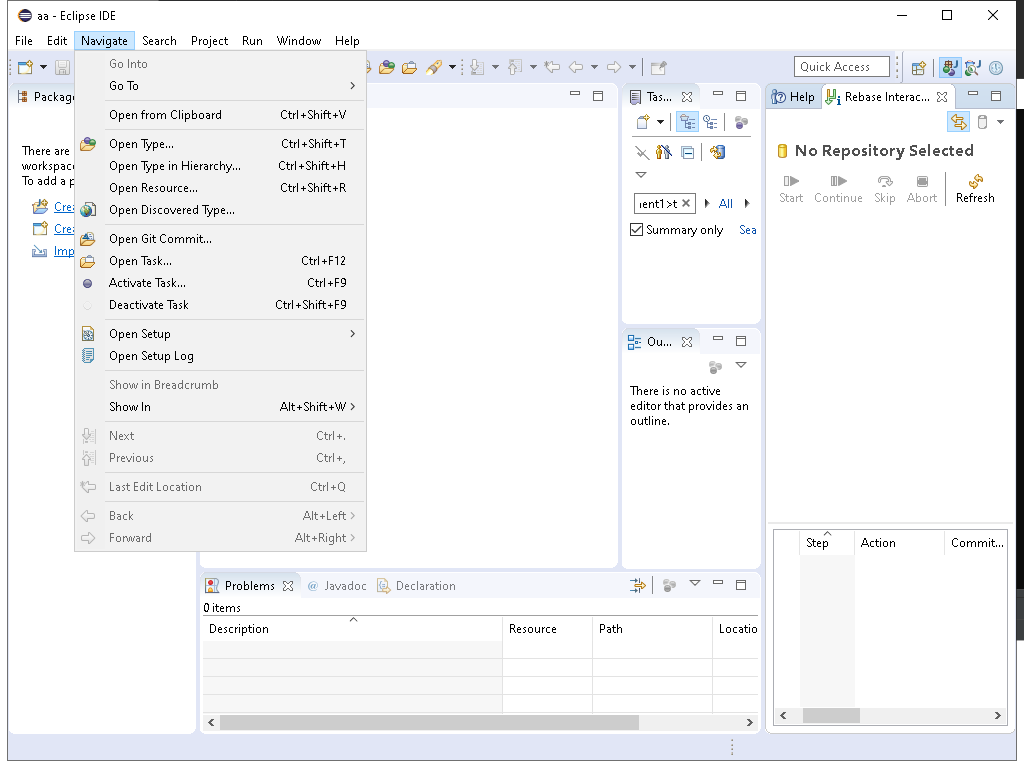 aa - Eclipse IDE
File Edit Navigate Search Project Run Window Help
Quick Access
Go Into
Go To
Open from Clipboard Ctrl+Shift+V
Open Type... Ctrl+Shift+T
Open Type in Hierarchy... Ctrl+Shift+H
Open Resource... Ctrl+Shift+R
Open Discovered Type...
Open Git Commit...
Open Task... Ctrl+F12
Activate Task... Ctrl+F9
Deactivate Task Ctrl+Shift+F9
Open Setup
Open Setup Log
Show in Breadcrumb
Show In Alt+Shift+W
Next Ctrl+.
Previous Ctrl+,
Last Edit Location Ctrl+Q
Back Alt+Left
Forward Alt+Right
Packag
There are
workspac
To add a p
Crea
Crea
Imp
Tas...
ent1>t All
Summary only Sea
Ou...
There is no active
editor that provides an
outline.
Help Rebase Interac...
No Repository Selected
Start Continue Skip Abort Refresh
Step Action Commit...
Problems @ Javadoc Declaration
0 items
Description Resource Path Locatio